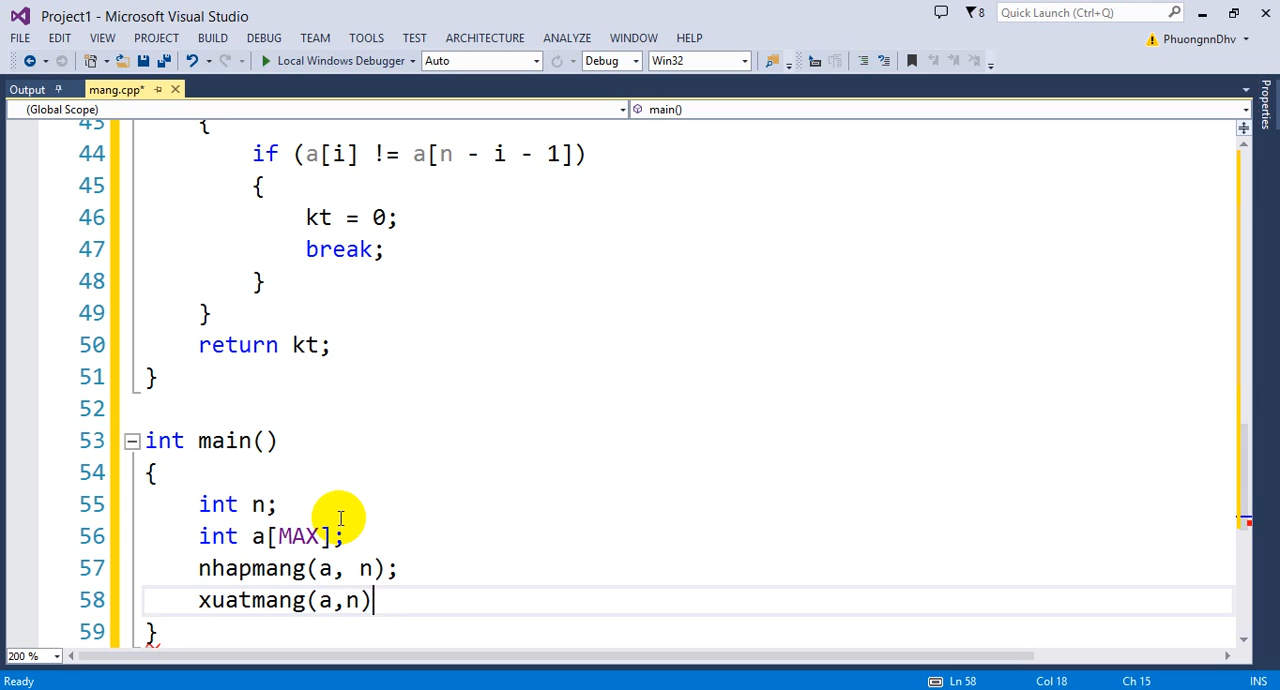 Project1 - Microsoft Visual Studio
8
Quick Launch (Ctrl+Q)
FILE EDIT VIEW PROJECT BUILD DEBUG TEAM TOOLS TEST ARCHITECTURE ANALYZE WINDOW HELP
PhuongnnDhv
Local Windows Debugger Auto Debug Win32
Output mang.cpp*
Properties
(Global Scope) main()
43 {
44 if (a[i] != a[n - i - 1])
45 {
46 kt = 0;
47 break;
48 }
49 }
50 return kt;
51 }
52
53 int main()
54 {
55 int n;
56 int a[MAX];
57 nhapmang(a, n);
58 xuatmang(a,n)
59 }
200 %
Ready Ln 58 Col 18 Ch 15 INS